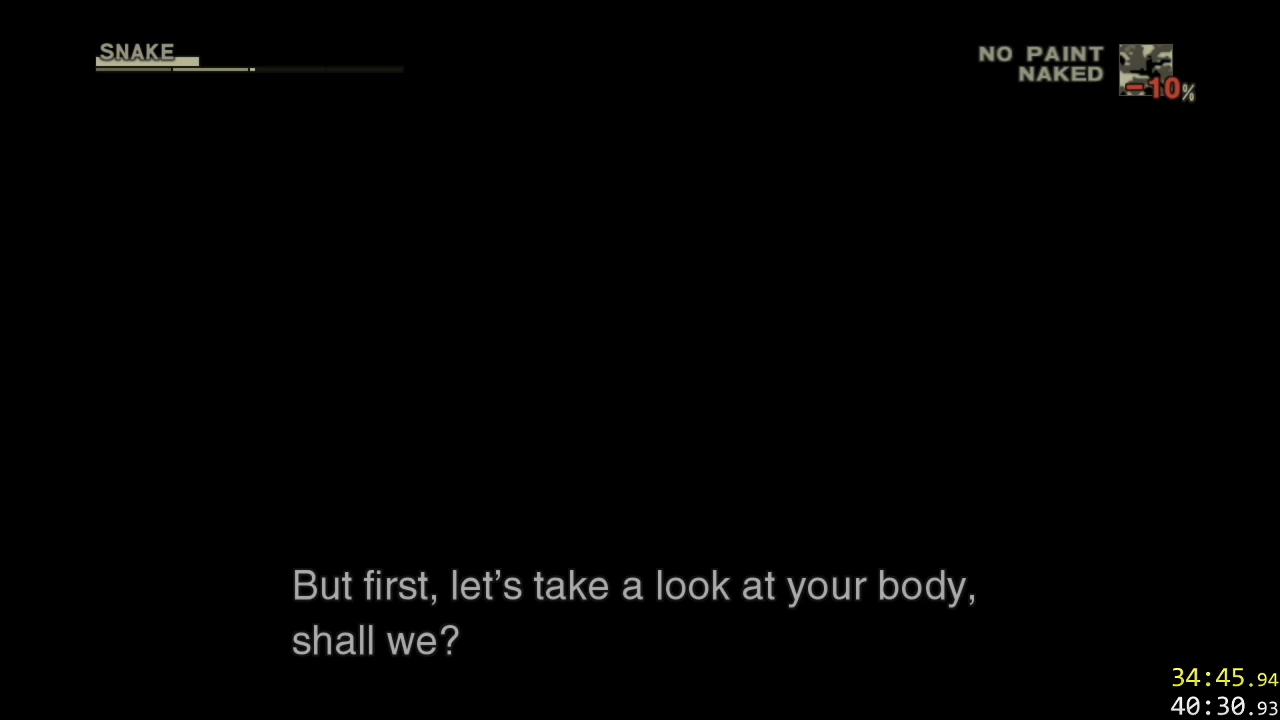 SNAKE
NO PAINT
NAKED
-10%
But first, let's take a look at your body,
shall we?
34:45.94
40:30.93